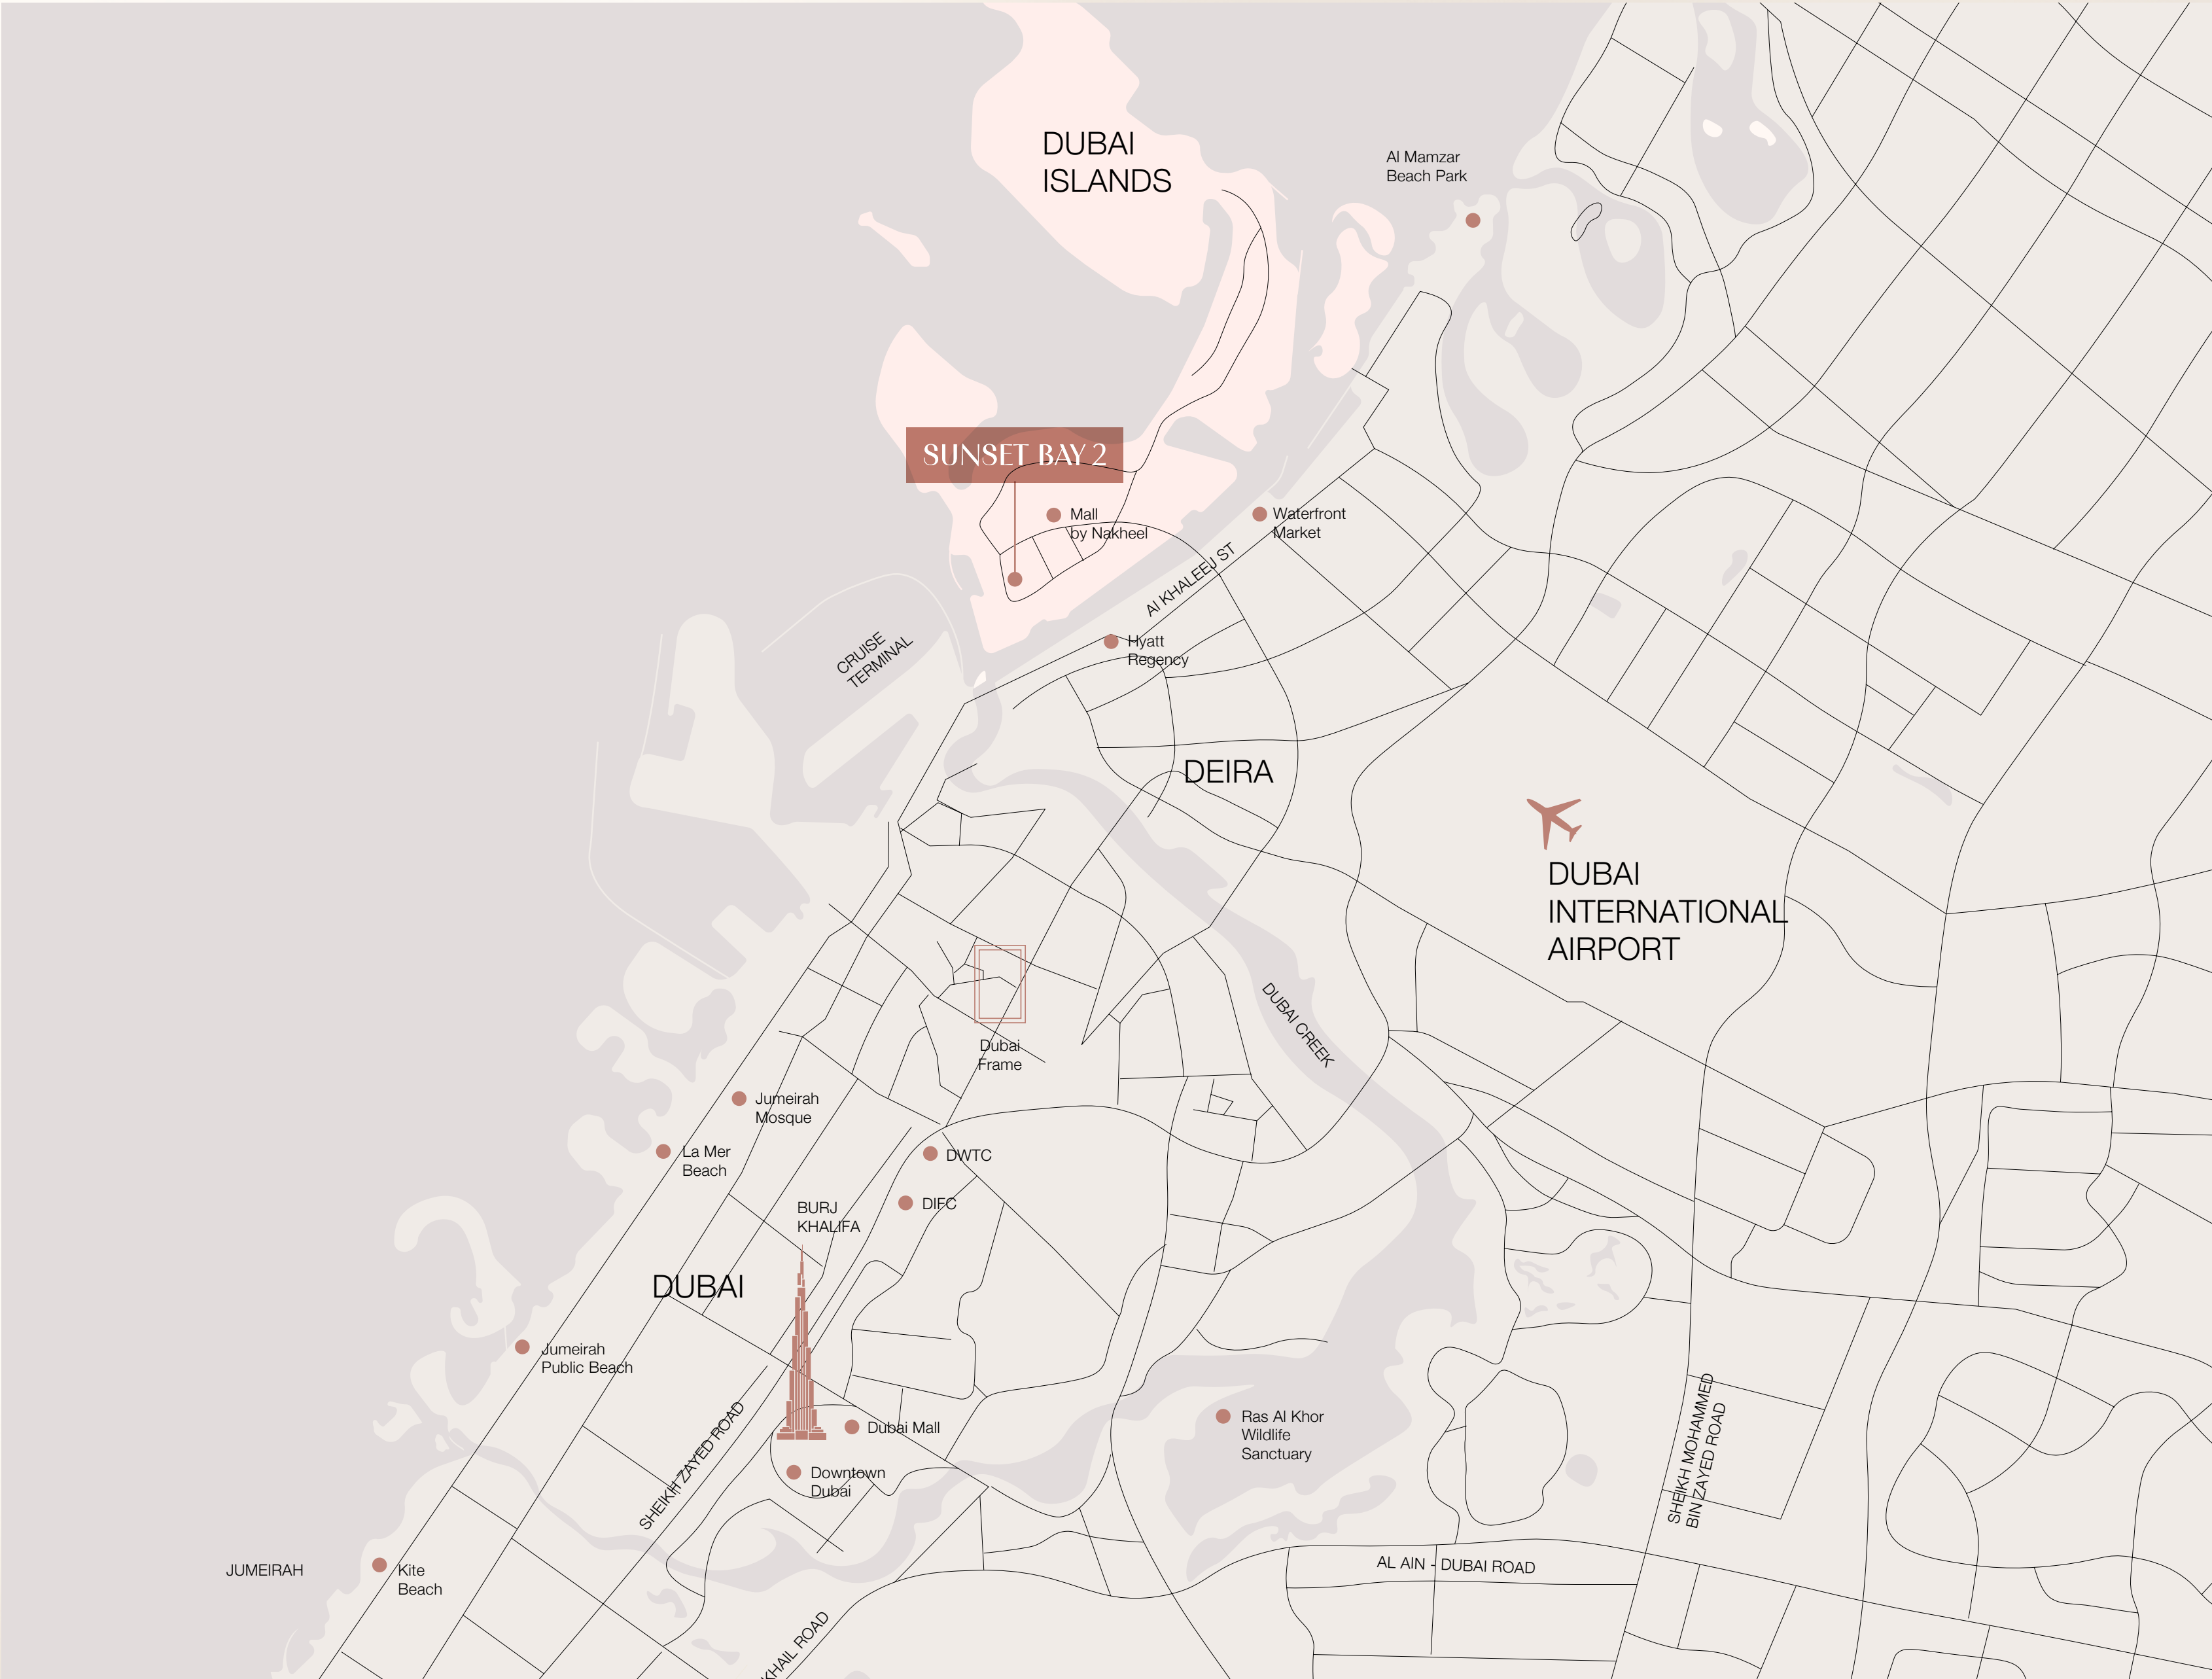 DUBAI
ISLANDS
Al Mamzar
Beach Park
SUNSET BAY 2
Mall
by Nakheel
Waterfront
Market
Al KHALEEJ ST
CRUISE
TERMINAL
Hyatt
Regency
DEIRA
DUBAI
INTERNATIONAL
AIRPORT
DUBAI CREEK
Dubai
Frame
Jumeirah
Mosque
La Mer
Beach
DWTC
DIFC
BURJ
KHALIFA
DUBAI
Jumeirah
Public Beach
SHEIKH ZAYED ROAD
Dubai Mall
Downtown
Dubai
Ras Al Khor
Wildlife
Sanctuary
SHEIKH MOHAMMED
BIN ZAYED ROAD
AL AIN - DUBAI ROAD
JUMEIRAH
Kite
Beach
KHAIL ROAD